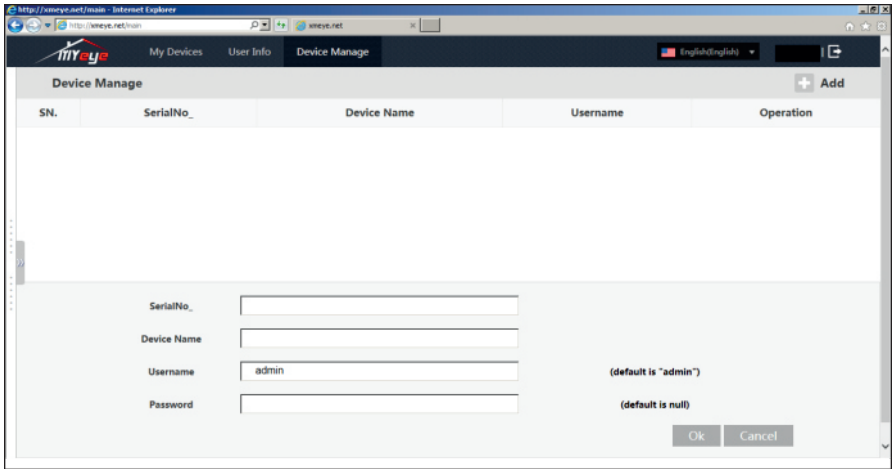 http://xmeye.net/main - Internet Explorer
http://xmeye.net/main xmeye.net
myeye My Devices User Info Device Manage English(English)
Device Manage Add
SN. SerialNo_ Device Name Username Operation
SerialNo_
Device Name
Username admin (default is "admin")
Password (default is null)
Ok Cancel